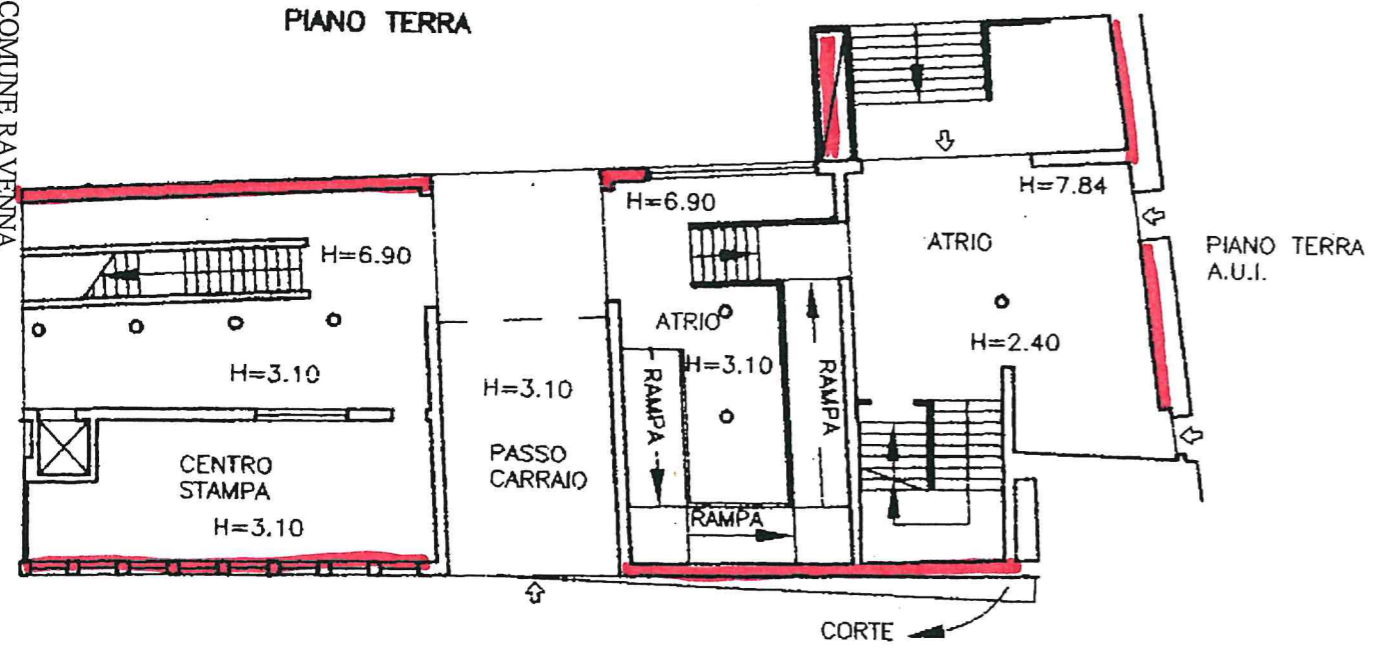 PIANO TERRA
COMUNE RAVENNA
H=7.84
H=6.90
ATRIO
PIANO TERRA
A.U.I.
H=6.90
ATRIO
H=2.40
H=3.10
H=3.10
H=3.10
RAMPA
RAMPA
PASSO
CARRAIO
CENTRO
STAMPA
H=3.10
RAMPA
CORTE